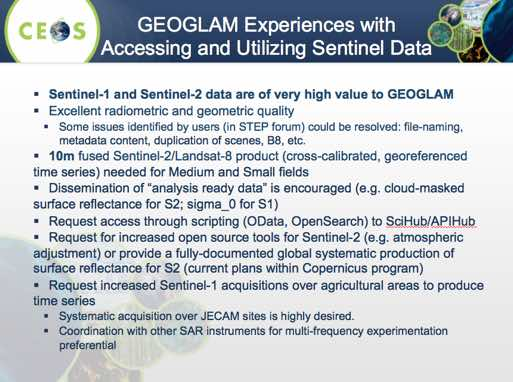 CEOS
GEOGLAM Experiences with
Accessing and Utilizing Sentinel Data
▪ Sentinel-1 and Sentinel-2 data are of very high value to GEOGLAM
▪ Excellent radiometric and geometric quality
▪ Some issues identified by users (in STEP forum) could be resolved: file-naming,
metadata content, duplication of scenes, B8, etc.
▪ 10m fused Sentinel-2/Landsat-8 product (cross-calibrated, georeferenced
time series) needed for Medium and Small fields
▪ Dissemination of “analysis ready data” is encouraged (e.g. cloud-masked
surface reflectance for S2; sigma_0 for S1)
▪ Request access through scripting (OData, OpenSearch) to SciHub/APIHub
▪ Request for increased open source tools for Sentinel-2 (e.g. atmospheric
adjustment) or provide a fully-documented global systematic production of
surface reflectance for S2 (current plans within Copernicus program)
▪ Request increased Sentinel-1 acquisitions over agricultural areas to produce
time series
▪ Systematic acquisition over JECAM sites is highly desired.
▪ Coordination with other SAR instruments for multi-frequency experimentation
preferential